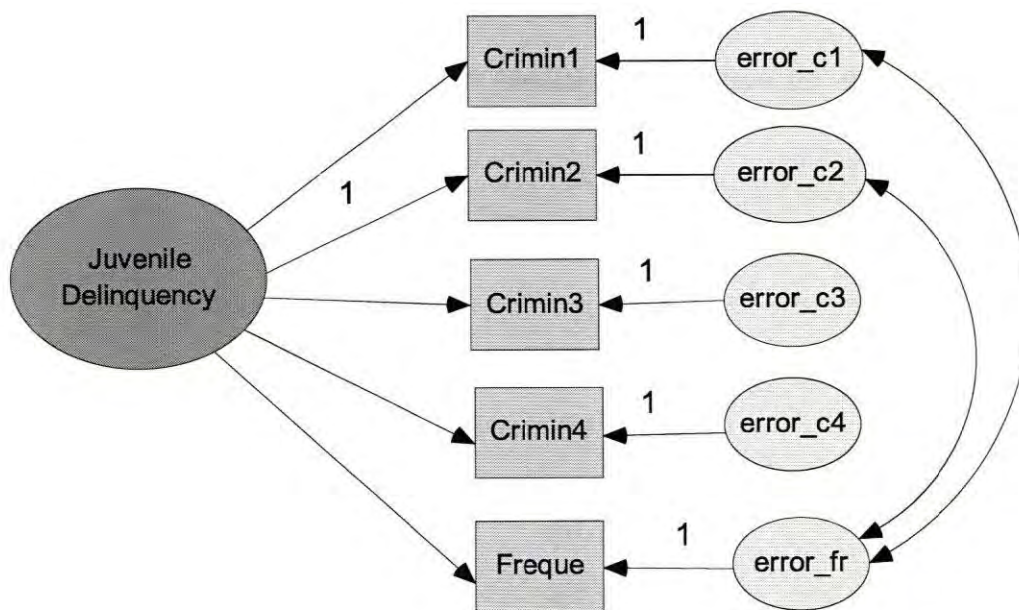 1
Crimin1
error_c1
1
Crimin2
error_c2
1
Juvenile
Delinquency
1
Crimin3
error_c3
1
Crimin4
error_c4
1
Freque
error_fr